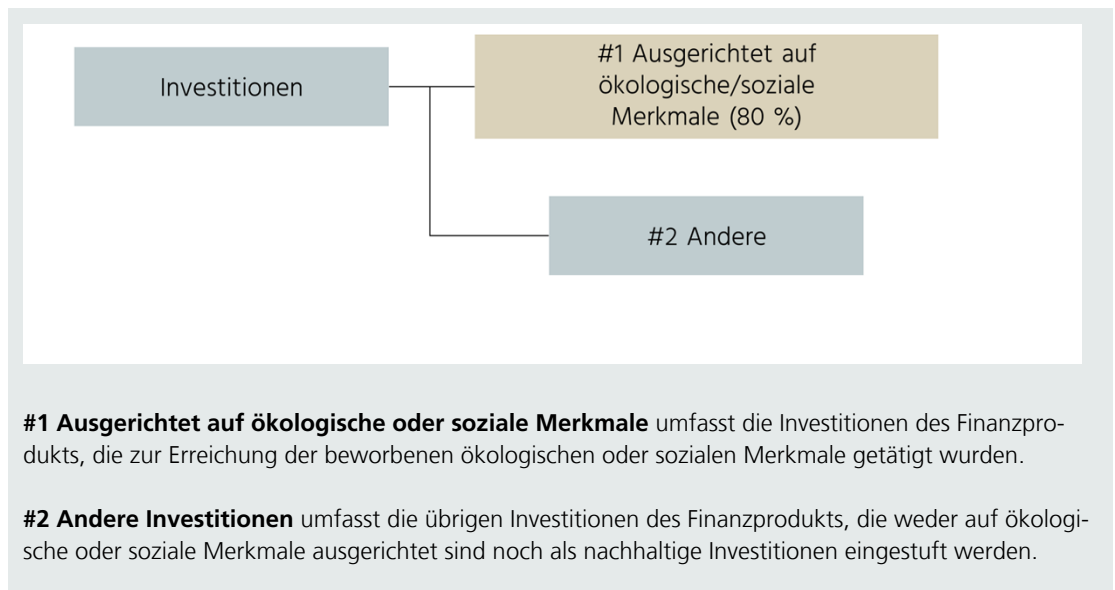 Investitionen
#1 Ausgerichtet auf
ökologische/soziale
Merkmale (80 %)
#2 Andere
#1 Ausgerichtet auf ökologische oder soziale Merkmale umfasst die Investitionen des Finanzpro-
dukts, die zur Erreichung der beworbenen ökologischen oder sozialen Merkmale getätigt wurden.
#2 Andere Investitionen umfasst die übrigen Investitionen des Finanzprodukts, die weder auf ökologi-
sche oder soziale Merkmale ausgerichtet sind noch als nachhaltige Investitionen eingestuft werden.